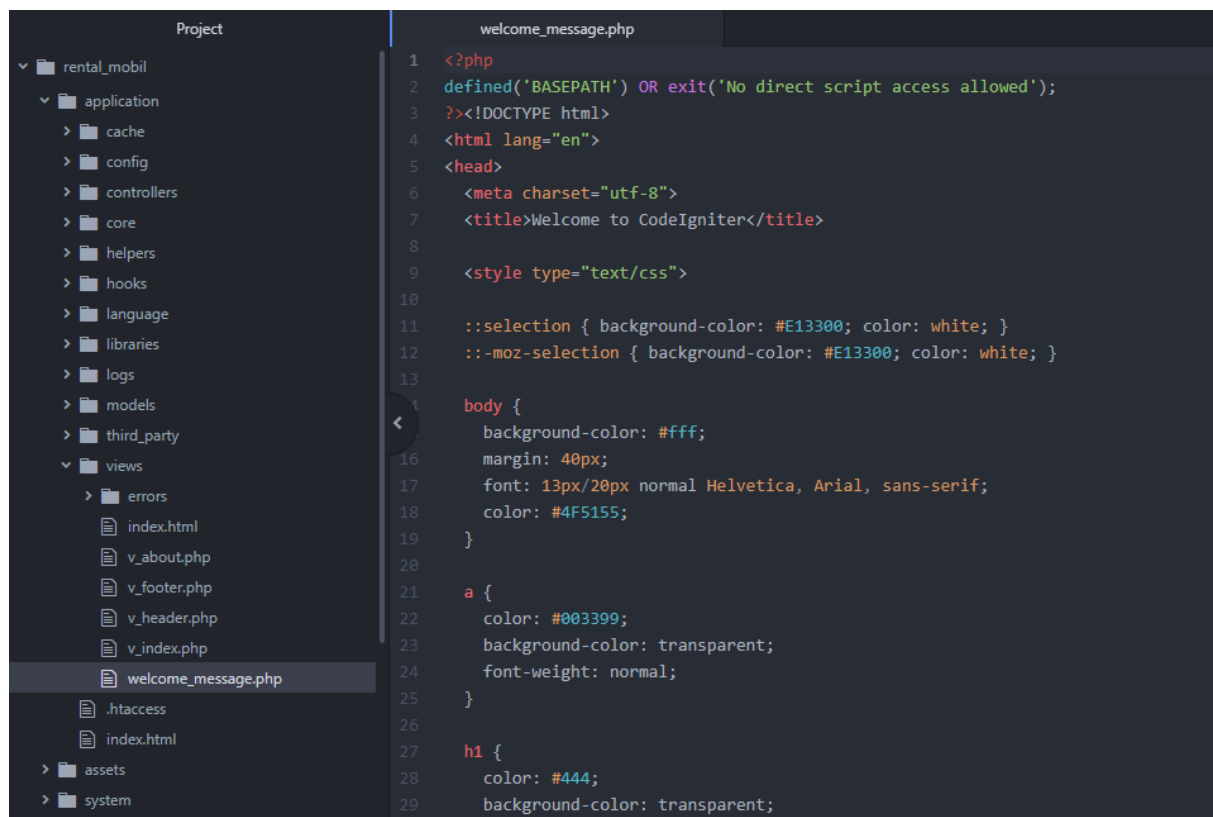 Project
rental_mobil
application
cache
config
controllers
core
helpers
hooks
language
libraries
logs
models
third_party
views
errors
index.html
v_about.php
v_footer.php
v_header.php
v_index.php
welcome_message.php
.htaccess
index.html
assets
system
welcome_message.php
1 <?php
2 defined('BASEPATH') OR exit('No direct script access allowed');
3 ?><!DOCTYPE html>
4 <html lang="en">
5 <head>
6 <meta charset="utf-8">
7 <title>Welcome to CodeIgniter</title>
8
9 <style type="text/css">
10
11 ::selection { background-color: #E13300; color: white; }
12 ::-moz-selection { background-color: #E13300; color: white; }
13
body {
background-color: #fff;
16 margin: 40px;
17 font: 13px/20px normal Helvetica, Arial, sans-serif;
18 color: #4F5155;
19 }
20
21 a {
22 color: #003399;
23 background-color: transparent;
24 font-weight: normal;
25 }
26
27 h1 {
28 color: #444;
29 background-color: transparent;